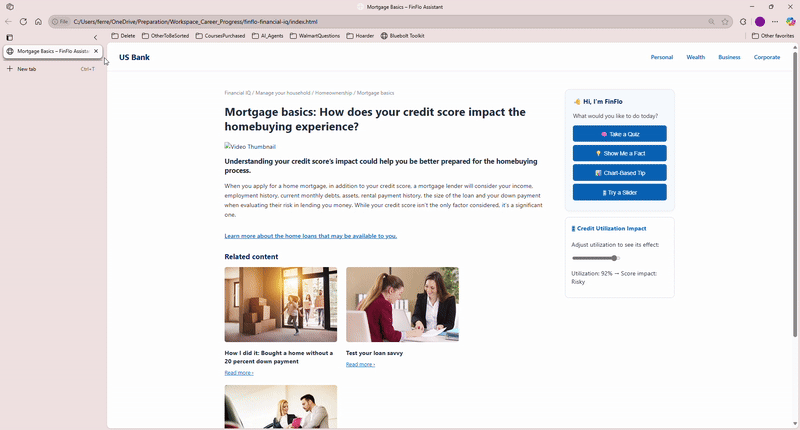 Mortgage Basics – FinFlo Assistant
File
C:/Users/ferre/OneDrive/Preparation/Workspace_Career_Progress/finflo-financial-iq/index.html
Delete
OtherToBeSorted
CoursesPurchased
AI_Agents
WalmartQuestions
Hoarder
Bluebolt Toolkit
Other favorites
Mortgage Basics – FinFlo Assista
New tab
Ctrl+T
US Bank
Personal
Wealth
Business
Corporate
Financial IQ / Manage your household / Homeownership / Mortgage basics
Mortgage basics: How does your credit score impact the
homebuying experience?
Video Thumbnail
Understanding your credit score's impact could help you be better prepared for the homebuying
process.
When you apply for a home mortgage, in addition to your credit score, a mortgage lender will consider your income,
employment history, current monthly debts, assets, rental payment history, the size of the loan and your down payment
when evaluating their risk in lending you money. While your credit score isn't the only factor considered, it's a significant
one.
Learn more about the home loans that may be available to you.
Related content
How I did it: Bought a home without a
20 percent down payment
Read more ›
Test your loan savvy
Read more ›
Hi, I'm FinFlo
What would you like to do today?
Take a Quiz
Show Me a Fact
Chart-Based Tip
Try a Slider
Credit Utilization Impact
Adjust utilization to see its effect:
Utilization: 92% → Score impact:
Risky